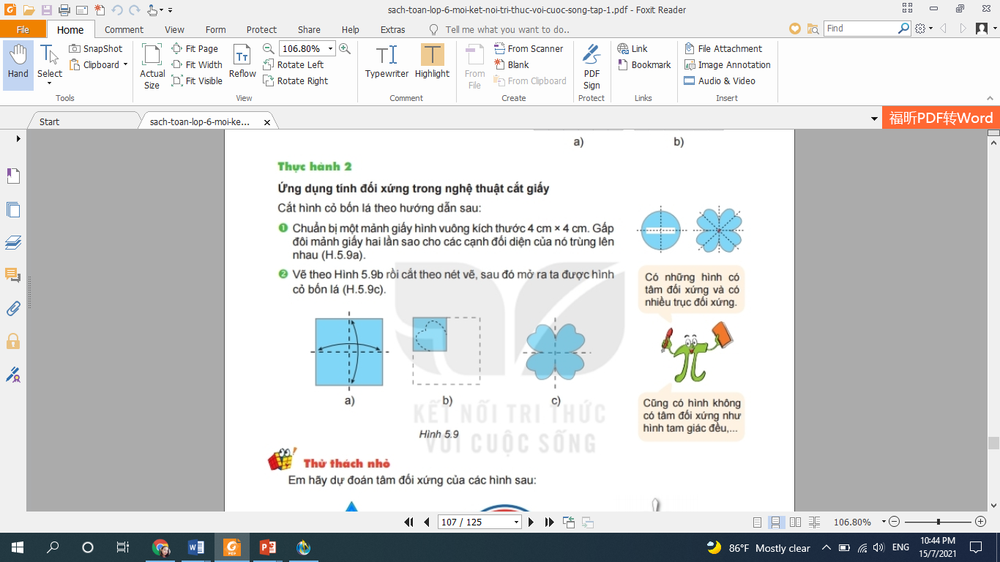 sach-toan-lop-6-moi-ket-noi-tri-thuc-voi-cuoc-song-tap-1.pdf - Foxit Reader
File Home Comment View Form Protect Share Help Extras Tell me what you want to do.. Find
Hand
Select
SnapShot
Clipboard
Tools
Actual Size
Fit Page
Fit Width
Fit Visible
Reflow
106.80%
Rotate Left
Rotate Right
View
Typewriter
Highlight
Comment
From File
From Scanner
Blank
From Clipboard
Create
PDF Sign
Protect
Link
Bookmark
Links
File Attachment
Image Annotation
Audio & Video
Insert
Start
sach-toan-lop-6-moi-ke...
福昕PDF转Word
a) b)
Thực hành 2
Ứng dụng tính đối xứng trong nghệ thuật cắt giấy
Cắt hình cỏ bốn lá theo hướng dẫn sau:
1 Chuẩn bị một mảnh giấy hình vuông kích thước 4 cm × 4 cm. Gấp
đôi mảnh giấy hai lần sao cho các cạnh đối diện của nó trùng lên
nhau (H.5.9a).
2 Vẽ theo Hình 5.9b rồi cắt theo nét vẽ, sau đó mở ra ta được hình
cỏ bốn lá (H.5.9c).
a) b) c)
Hình 5.9
Có những hình có
tâm đối xứng và có
nhiều trục đối xứng.
π
Cũng có hình không
có tâm đối xứng như
hình tam giác đều,...
KẾT NỐI TRI THỨC
VỚI CUỘC SỐNG
Thử thách nhỏ
Em hãy dự đoán tâm đối xứng của các hình sau:
107 / 125
106.80%
86°F Mostly clear
ENG
10:44 PM
15/7/2021